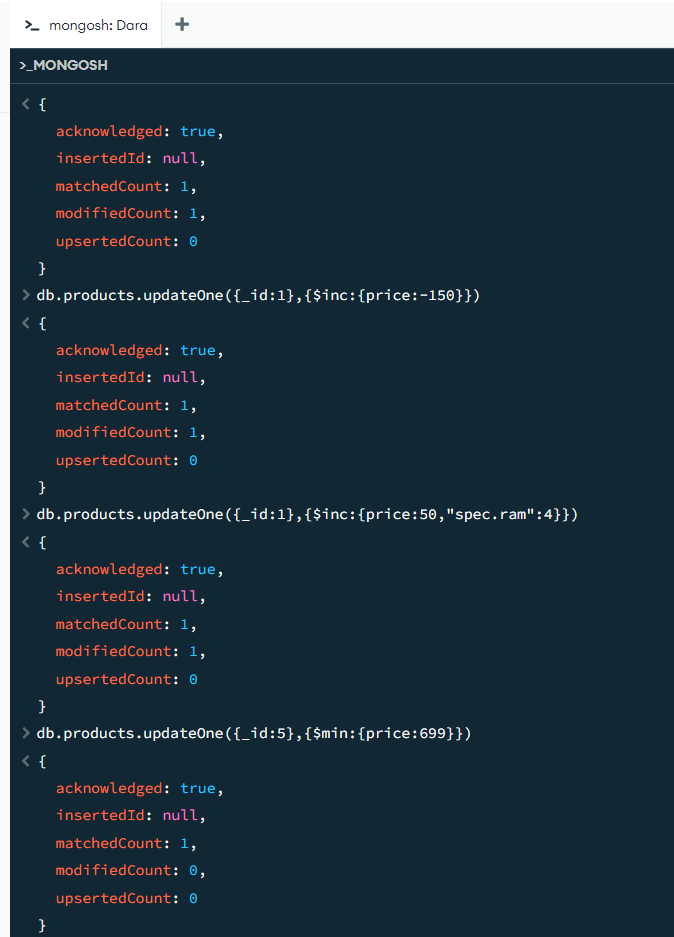 >_ mongosh: Dara +
>_MONGOSH
< {
acknowledged: true,
insertedId: null,
matchedCount: 1,
modifiedCount: 1,
upsertedCount: 0
}
> db.products.updateOne({_id:1},{$inc:{price:-150}})
< {
acknowledged: true,
insertedId: null,
matchedCount: 1,
modifiedCount: 1,
upsertedCount: 0
}
> db.products.updateOne({_id:1},{$inc:{price:50,"spec.ram":4}})
< {
acknowledged: true,
insertedId: null,
matchedCount: 1,
modifiedCount: 1,
upsertedCount: 0
}
> db.products.updateOne({_id:5},{$min:{price:699}})
< {
acknowledged: true,
insertedId: null,
matchedCount: 1,
modifiedCount: 0,
upsertedCount: 0
}